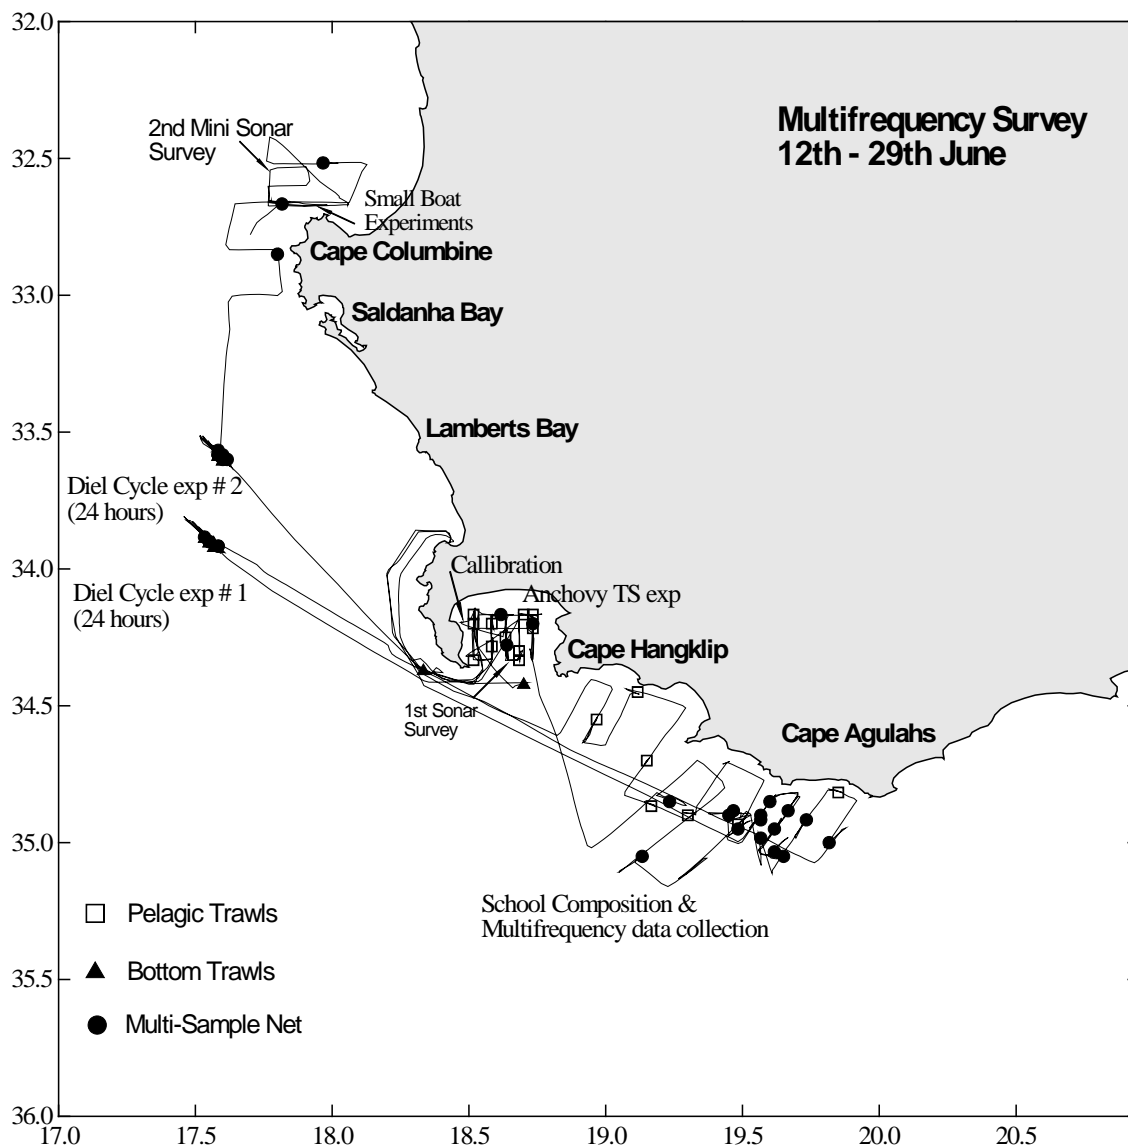 32.0
Multifrequency Survey
12th - 29th June
2nd Mini Sonar
Survey
32.5
Small Boat
Experiments
Cape Columbine
33.0
Saldanha Bay
Lamberts Bay
33.5
Diel Cycle exp # 2
(24 hours)
34.0
Callibration
Diel Cycle exp # 1
(24 hours)
Anchovy TS exp
Cape Hangklip
34.5
1st Sonar
Survey
Cape Agulahs
35.0
School Composition &
Multifrequency data collection
Pelagic Trawls
35.5
Bottom Trawls
Multi-Sample Net
36.0
17.0 17.5 18.0 18.5 19.0 19.5 20.0 20.5